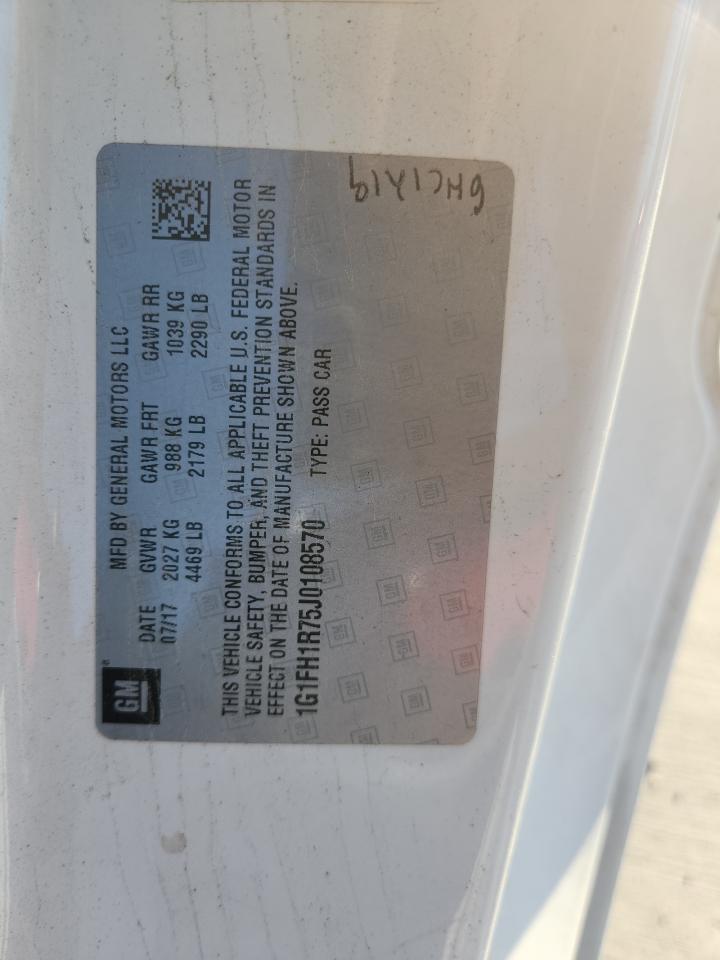 GM
MFD BY GENERAL MOTORS LLC
DATE GVWR GAWR FRT GAWR RR
07/17 2027 KG 988 KG 1039 KG
4469 LB 2179 LB 2290 LB
THIS VEHICLE CONFORMS TO ALL APPLICABLE U.S. FEDERAL MOTOR
VEHICLE SAFETY, BUMPER, AND THEFT PREVENTION STANDARDS IN
EFFECT ON THE DATE OF MANUFACTURE SHOWN ABOVE.
1G1FH1R75J0108570 TYPE: PASS CAR